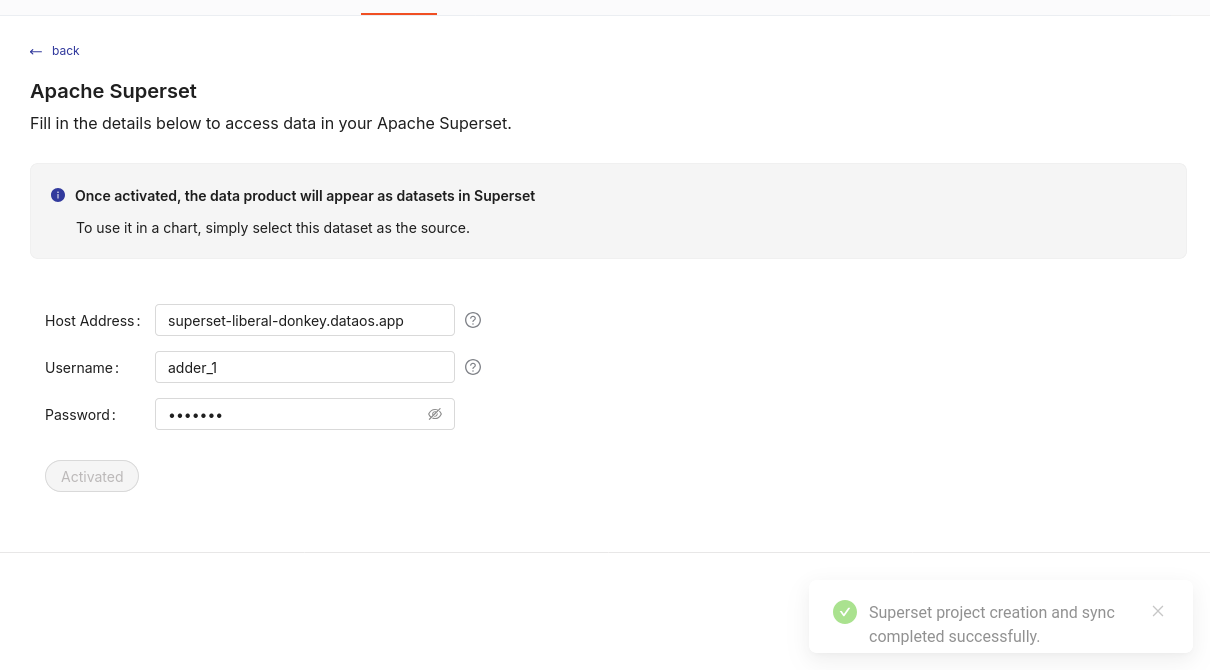 ← back
Apache Superset
Fill in the details below to access data in your Apache Superset.
Once activated, the data product will appear as datasets in Superset
To use it in a chart, simply select this dataset as the source.
Host Address: superset-liberal-donkey.dataos.app
Username: adder_1
Password: •••••••
Activated
Superset project creation and sync
completed successfully.